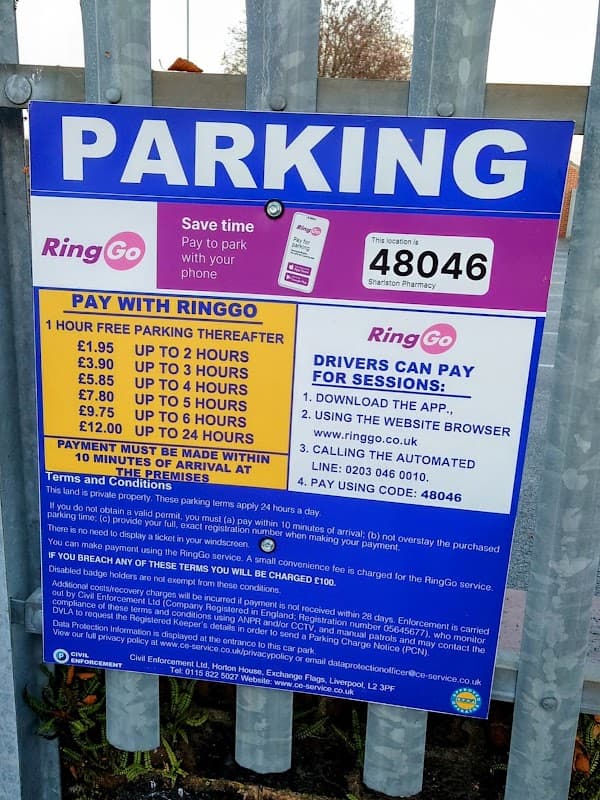 PARKING
RingGo
Save time
Pay to park
with your
phone
RingGo
Pay for
parking
This location is
48046
Sharlston Pharmacy
PAY WITH RINGGO
1 HOUR FREE PARKING THEREAFTER
£1.95 UP TO 2 HOURS
£3.90 UP TO 3 HOURS
£5.85 UP TO 4 HOURS
£7.80 UP TO 5 HOURS
£9.75 UP TO 6 HOURS
£12.00 UP TO 24 HOURS
PAYMENT MUST BE MADE WITHIN
10 MINUTES OF ARRIVAL AT
THE PREMISES
RingGo
DRIVERS CAN PAY
FOR SESSIONS:
1. DOWNLOAD THE APP.,
2. USING THE WEBSITE BROWSER
www.ringgo.co.uk
3. CALLING THE AUTOMATED
LINE: 0203 046 0010.
4. PAY USING CODE: 48046
Terms and Conditions
This land is private property. These parking terms apply 24 hours a day.
If you do not obtain a valid permit, you must (a) pay within 10 minutes of arrival; (b) not overstay the purchased
parking time; (c) provide your full, exact registration number when making your payment.
There is no need to display a ticket in your windscreen.
You can make payment using the RingGo service. A small convenience fee is charged for the RingGo service.
IF YOU BREACH ANY OF THESE TERMS YOU WILL BE CHARGED £100.
Disabled badge holders are not exempt from these conditions.
Additional costs/recovery charges will be incurred if payment is not received within 28 days. Enforcement is carried
out by Civil Enforcement Ltd (Company Registered in England; Registration number 05645677), who monitor
compliance of these terms and conditions using ANPR and/or CCTV, and manual patrols and may contact the
DVLA to request the Registered Keeper's details in order to send a Parking Charge Notice (PCN).
Data Protection Information is displayed at the entrance to this car park.
View our full privacy policy at www.ce-service.co.uk/privacypolicy or email dataprotectionofficer@ce-service.co.uk
P CIVIL
ENFORCEMENT
Civil Enforcement Ltd, Horton House, Exchange Flags, Liverpool, L2 3PF
Tel: 0115 822 5027 Website: www.ce-service.co.uk